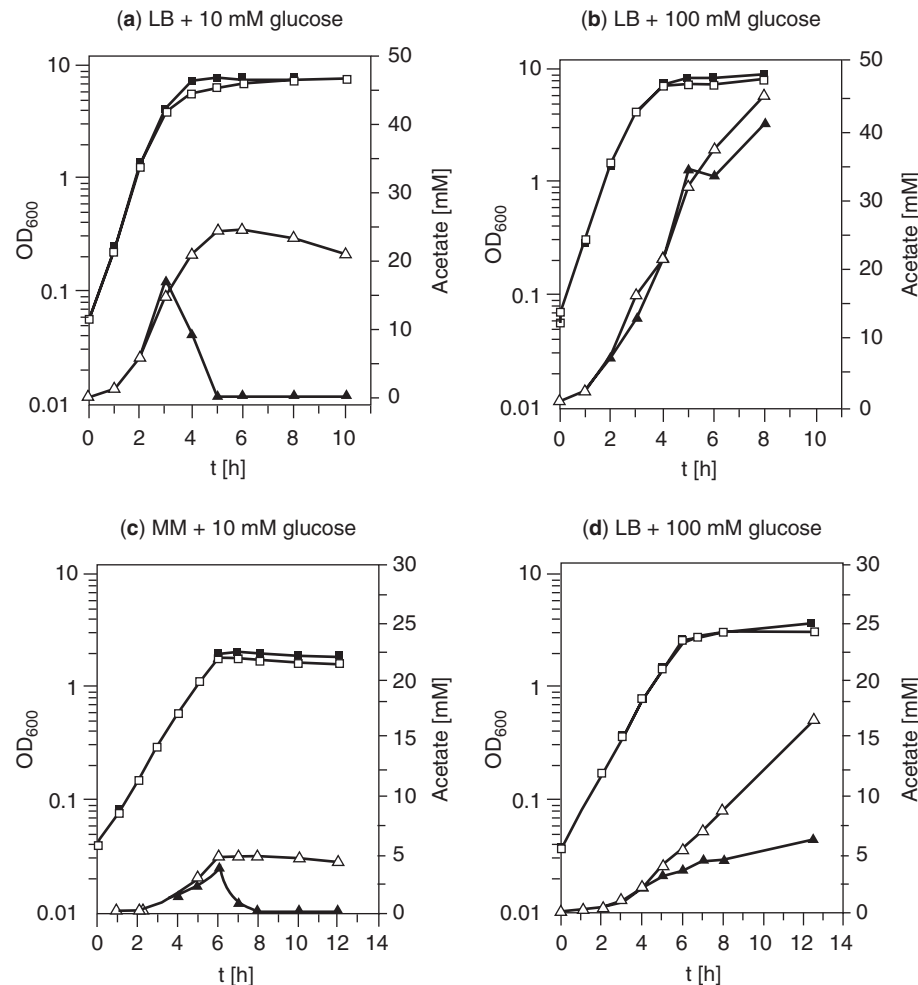 (a) LB + 10 mM glucose
10
1
0.1
0.01
OD600
50
40
30
20
10
0
Acetate [mM]
0 2 4 6 8 10
t [h]
(b) LB + 100 mM glucose
10
1
0.1
0.01
OD600
50
40
30
20
10
0
Acetate [mM]
0 2 4 6 8 10
t [h]
(c) MM + 10 mM glucose
10
1
0.1
0.01
OD600
30
25
20
15
10
5
0
Acetate [mM]
0 2 4 6 8 10 12 14
t [h]
(d) LB + 100 mM glucose
10
1
0.1
0.01
OD600
30
25
20
15
10
5
0
Acetate [mM]
0 2 4 6 8 10 12 14
t [h]